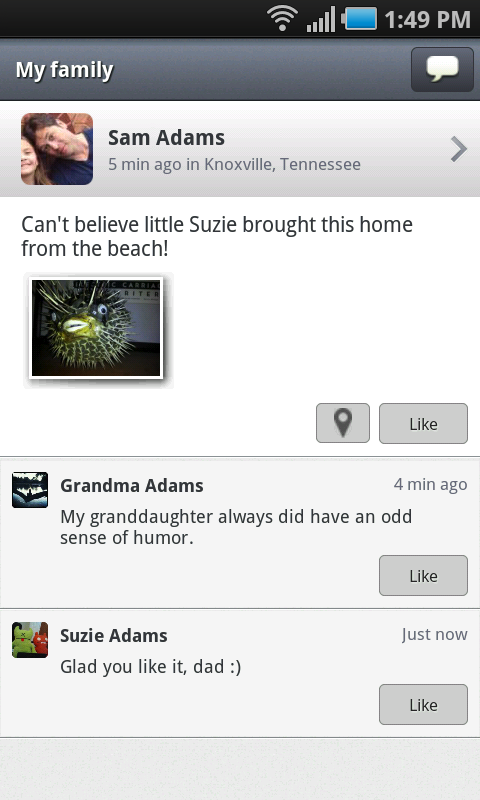 1:49 PM
My family
Sam Adams
5 min ago in Knoxville, Tennessee
Can't believe little Suzie brought this home
from the beach!
Like
Grandma Adams
4 min ago
My granddaughter always did have an odd
sense of humor.
Like
Suzie Adams
Just now
Glad you like it, dad :)
Like